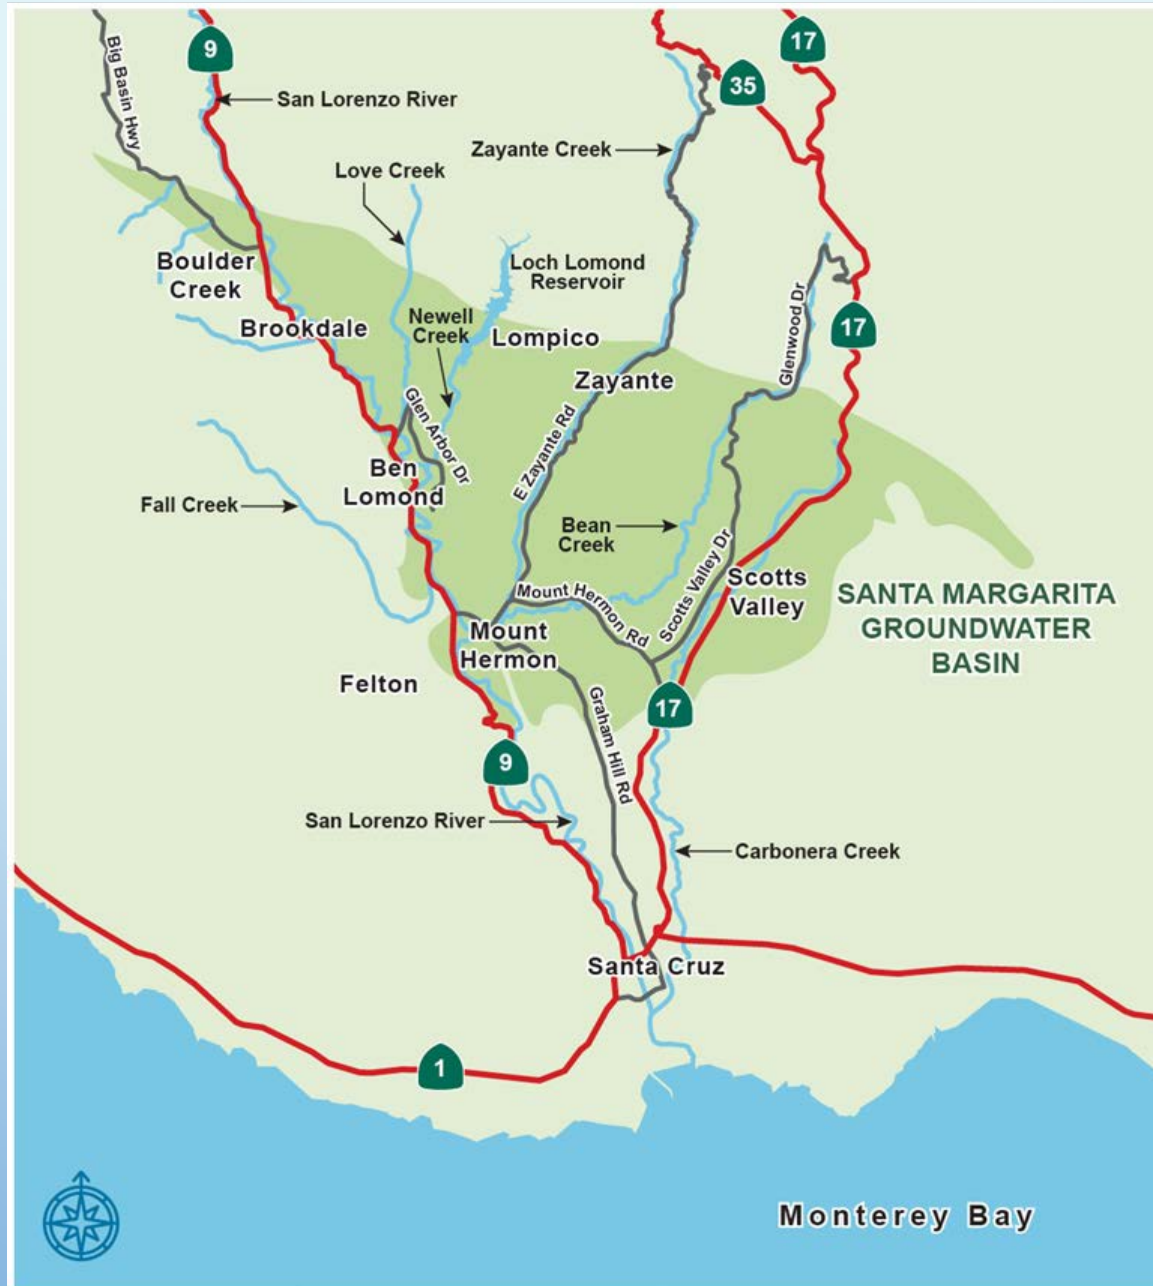 9
17
35
Big Basin Hwy
San Lorenzo River
Zayante Creek
Love Creek
Boulder
Creek
Loch Lomond
Reservoir
Glenwood Dr
Newell
Creek
Brookdale
Lompico
17
Zayante
Glen Arbor Dr
E Zayante Rd
Ben
Lomond
Fall Creek
Bean
Creek
Scotts Valley Dr
Scotts
Valley
Mount Hermon Rd
SANTA MARGARITA
GROUNDWATER
BASIN
Mount
Hermon
Felton
17
Graham Hill Rd
9
San Lorenzo River
Carbonera Creek
Santa Cruz
1
Monterey Bay